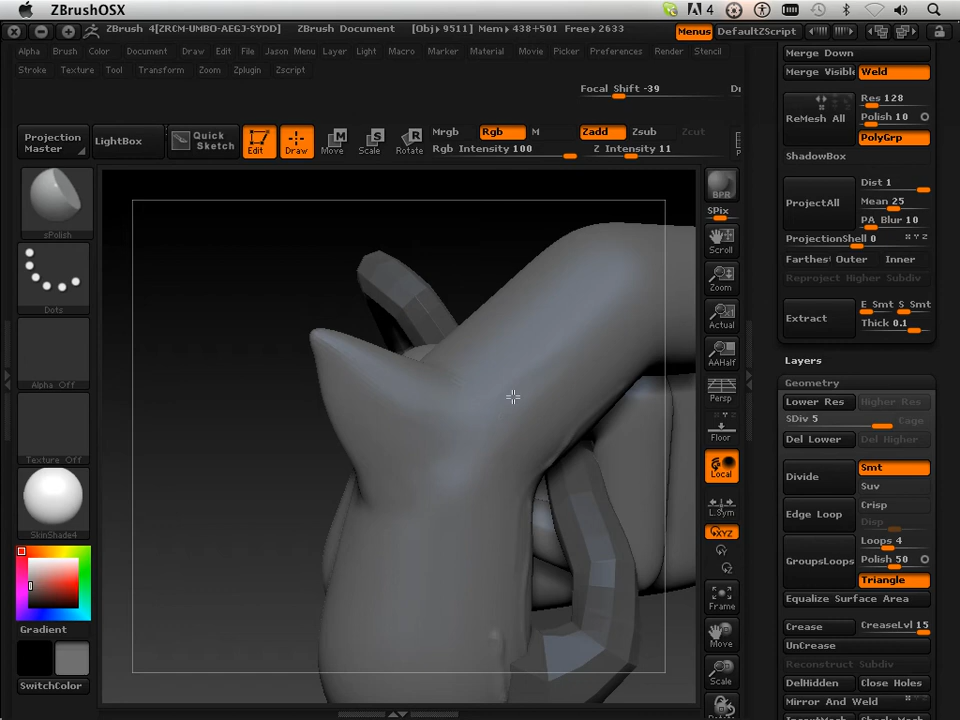 ZBrushOSX
4
ZBrush 4[ZCRM-UMBO-AEGJ-SYDD] ZBrush Document [Obj+9511] Mem+438+501 Free+2633 Menus DefaultZScript
Alpha Brush Color Document Draw Edit File Jason Menu Layer Light Macro Marker Material Movie Picker Preferences Render Stencil
Stroke Texture Tool Transform Zoom Zplugin Zscript
Focal Shift -39
Projection Master
LightBox
Quick Sketch
Edit Draw Move Scale Rotate
Mrgb Rgb M Zadd Zsub Zcut
Rgb Intensity 100 Z Intensity 11
sPolish
Dots
Alpha Off
Texture Off
SkinShade4
Gradient
SwitchColor
BPR
SPix
Scroll
Zoom
Actual
AAHalf
Persp
Floor
Local
L.Sym
XYZ
Y
Z
Frame
Move
Scale
Merge Down
Merge Visible Weld
ReMesh All
Res 128
Polish 10
PolyGrp
ShadowBox
ProjectAll
Dist 1
Mean 25
PA Blur 10
ProjectionShell 0 X Y Z
Farthest Outer Inner
Reproject Higher Subdiv
Extract
E Smt S Smt
Thick 0.1
Layers
Geometry
Lower Res Higher Res
SDiv 5 Cage
Del Lower Del Higher
Divide
Smt
Suv
Edge Loop
Crisp
Disp
GroupsLoops
Loops 4
Polish 50
Triangle
Equalize Surface Area
Crease CreaseLvl 15
UnCrease
Reconstruct Subdiv
DelHidden Close Holes
Mirror And Weld